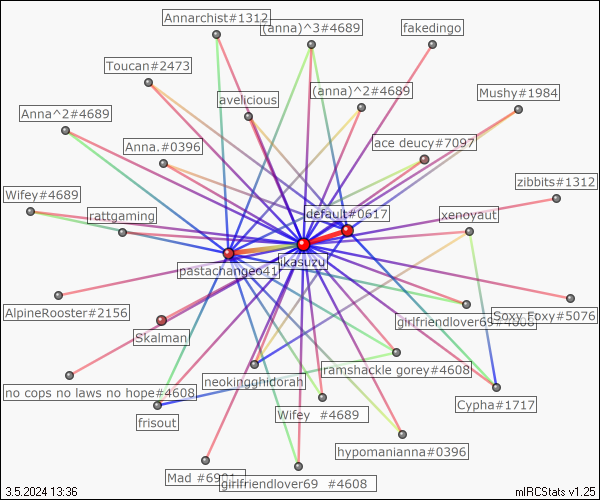 Annarchist#1312
(anna)^3#4689
fakedingo
Toucan#2473
(anna)^2#4689
Mushy#1984
avelicious
Anna^2#4689
ace deucy#7097
Anna.#0396
zibbits#1312
Wifey#4689
rattgaming
default#0617
xenoyaut
pastachangeo41
ikasuzu
AlpineRooster#2156
girlfriendlover69#4608
Soxy Foxy#5076
Skalman
ramshackle gorey#4608
neokingghidorah
no cops no laws no hope#4608
Cypha#1717
Wifey #4689
frisout
hypomanianna#0396
Mad
girlfriendlover69 #4608
3.5.2024 13:36
mIRCStats v1.25